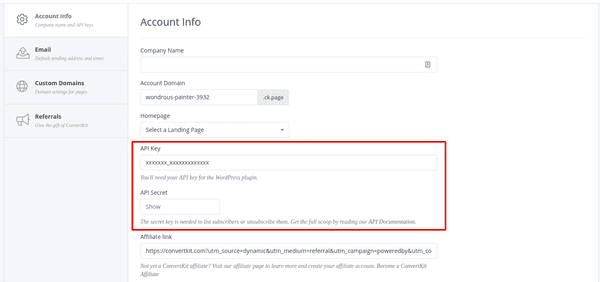 Account Info
Company name and API keys
Email
Default sending address and times
Custom Domains
Domain settings for pages
Referrals
Give the gift of ConvertKit
Account Info
Company Name
Account Domain
wondrous-painter-3932 .ck.page
Homepage
Select a Landing Page
API Key
xxxxxxx_xxxxxxxxxxxxx
You'll need your API key for the WordPress plugin.
API Secret
Show
The secret key is needed to list subscribers or unsubscribe them. Get the full scoop by reading our API Documentation.
Affiliate link
https://convertkit.com?utm_source=dynamic&utm_medium=referral&utm_campaign=poweredby&utm_co
Not yet a ConvertKit affiliate? Visit our affiliate page to learn more and create your affiliate account. Become a ConvertKit
Affiliate